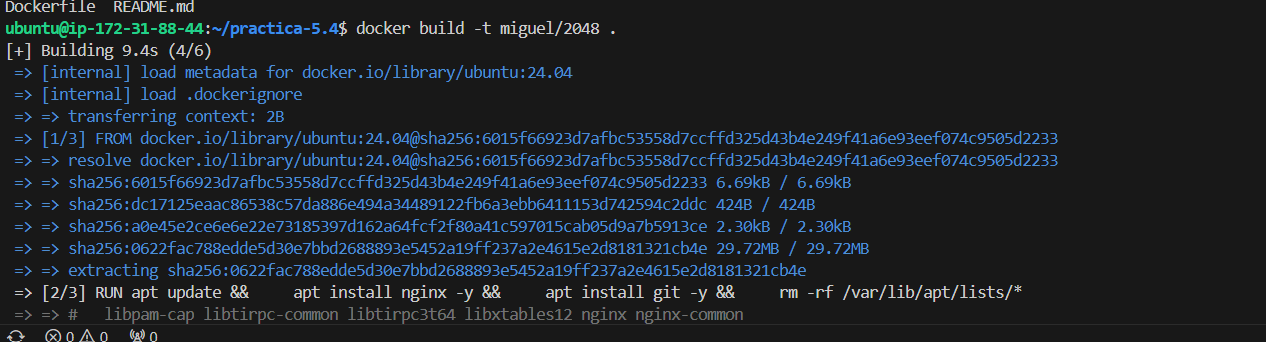 Dockerfile  README.md
ubuntu@ip-172-31-88-44:~/practica-5.4$ docker build -t miguel/2048 .
[+] Building 9.4s (4/6)
 => [internal] load metadata for docker.io/library/ubuntu:24.04
 => [internal] load .dockerignore
 => => transferring context: 2B
 => [1/3] FROM docker.io/library/ubuntu:24.04@sha256:6015f66923d7afbc53558d7ccffd325d43b4e249f41a6e93eef074c9505d2233
 => => resolve docker.io/library/ubuntu:24.04@sha256:6015f66923d7afbc53558d7ccffd325d43b4e249f41a6e93eef074c9505d2233
 => => sha256:6015f66923d7afbc53558d7ccffd325d43b4e249f41a6e93eef074c9505d2233 6.69kB / 6.69kB
 => => sha256:dc17125eaac86538c57da886e494a34489122fb6a3ebb6411153d742594c2ddc 424B / 424B
 => => sha256:a0e45e2ce6e6e22e73185397d162a64fcf2f80a41c597015cab05d9a7b5913ce 2.30kB / 2.30kB
 => => sha256:0622fac788edde5d30e7bbd2688893e5452a19ff237a2e4615e2d8181321cb4e 29.72MB / 29.72MB
 => => extracting sha256:0622fac788edde5d30e7bbd2688893e5452a19ff237a2e4615e2d8181321cb4e
 => [2/3] RUN apt update &&     apt install nginx -y &&     apt install git -y &&     rm -rf /var/lib/apt/lists/*
 => => #   libpam-cap libtirpc-common libtirpc3t64 libxtables12 nginx nginx-common
0 0 0